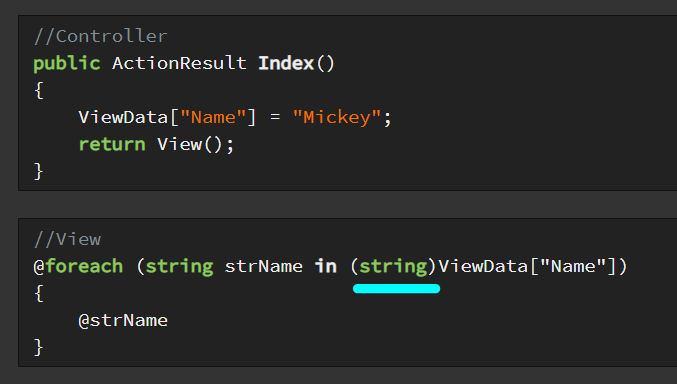 //Controller
public ActionResult Index()
{
    ViewData["Name"] = "Mickey";
    return View();
}
//View
@foreach (string strName in (string)ViewData["Name"])
{
    @strName
}